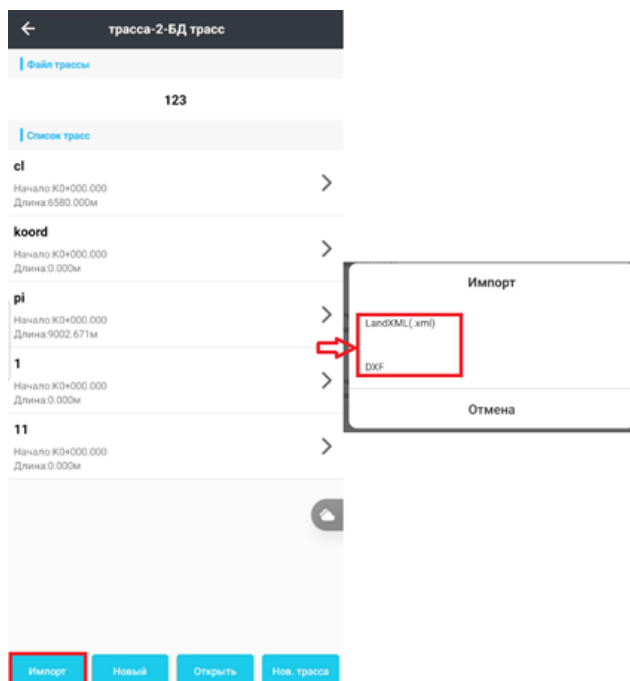 трасса-2-БД трасс
Файл трассы
123
Список трасс
cl
Начало:K0+000.000
Длина:6580.000м
koord
Начало:K0+000.000
Длина:0.000м
pi
Начало:K0+000.000
Длина:9002.671м
1
Начало:K0+000.000
Длина:0.000м
11
Начало:K0+000.000
Длина:0.000м
Импорт
Новый
Открыть
Нов. трасса
Импорт
LandXML(.xml)
DXF
Отмена